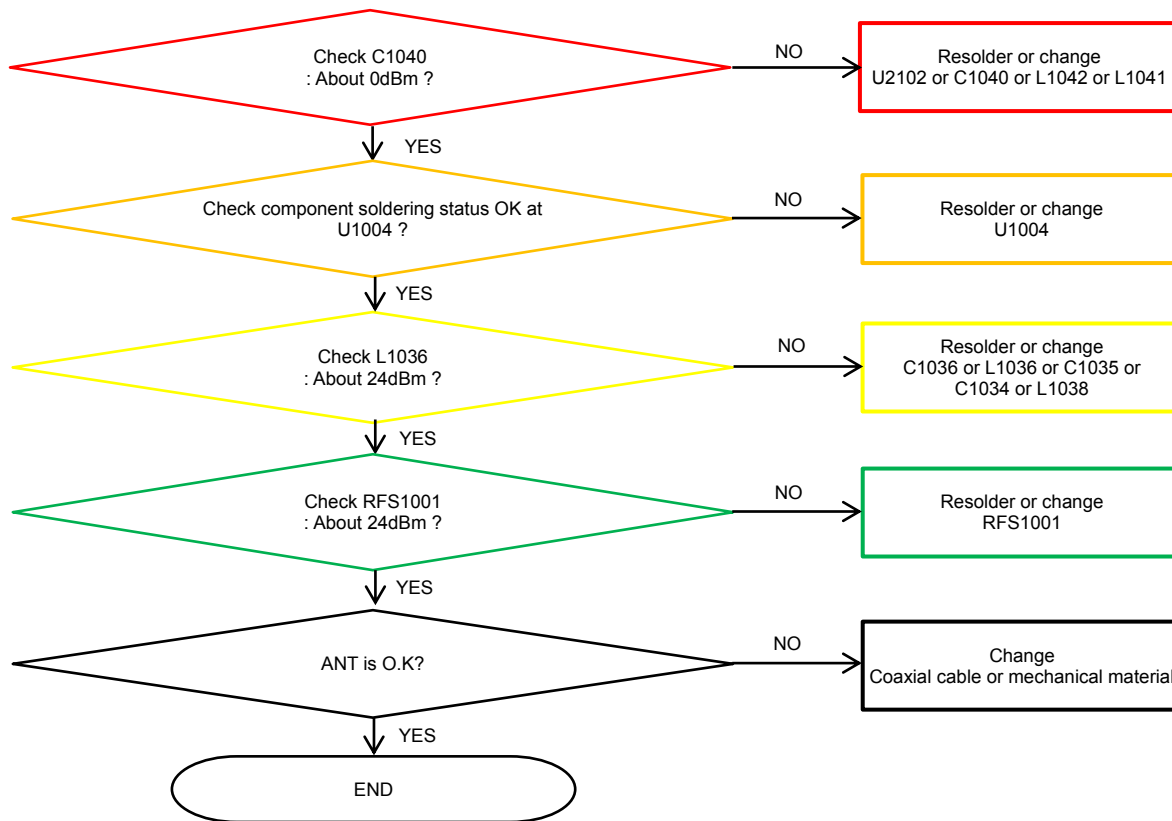 Check C1040
: About 0dBm ?
NO
Resolder or change
U2102 or C1040 or L1042 or L1041
YES
Check component soldering status OK at
U1004 ?
NO
Resolder or change
U1004
YES
Check L1036
: About 24dBm ?
NO
Resolder or change
C1036 or L1036 or C1035 or
C1034 or L1038
YES
Check RFS1001
: About 24dBm ?
NO
Resolder or change
RFS1001
YES
ANT is O.K?
NO
Change
Coaxial cable or mechanical material
YES
END